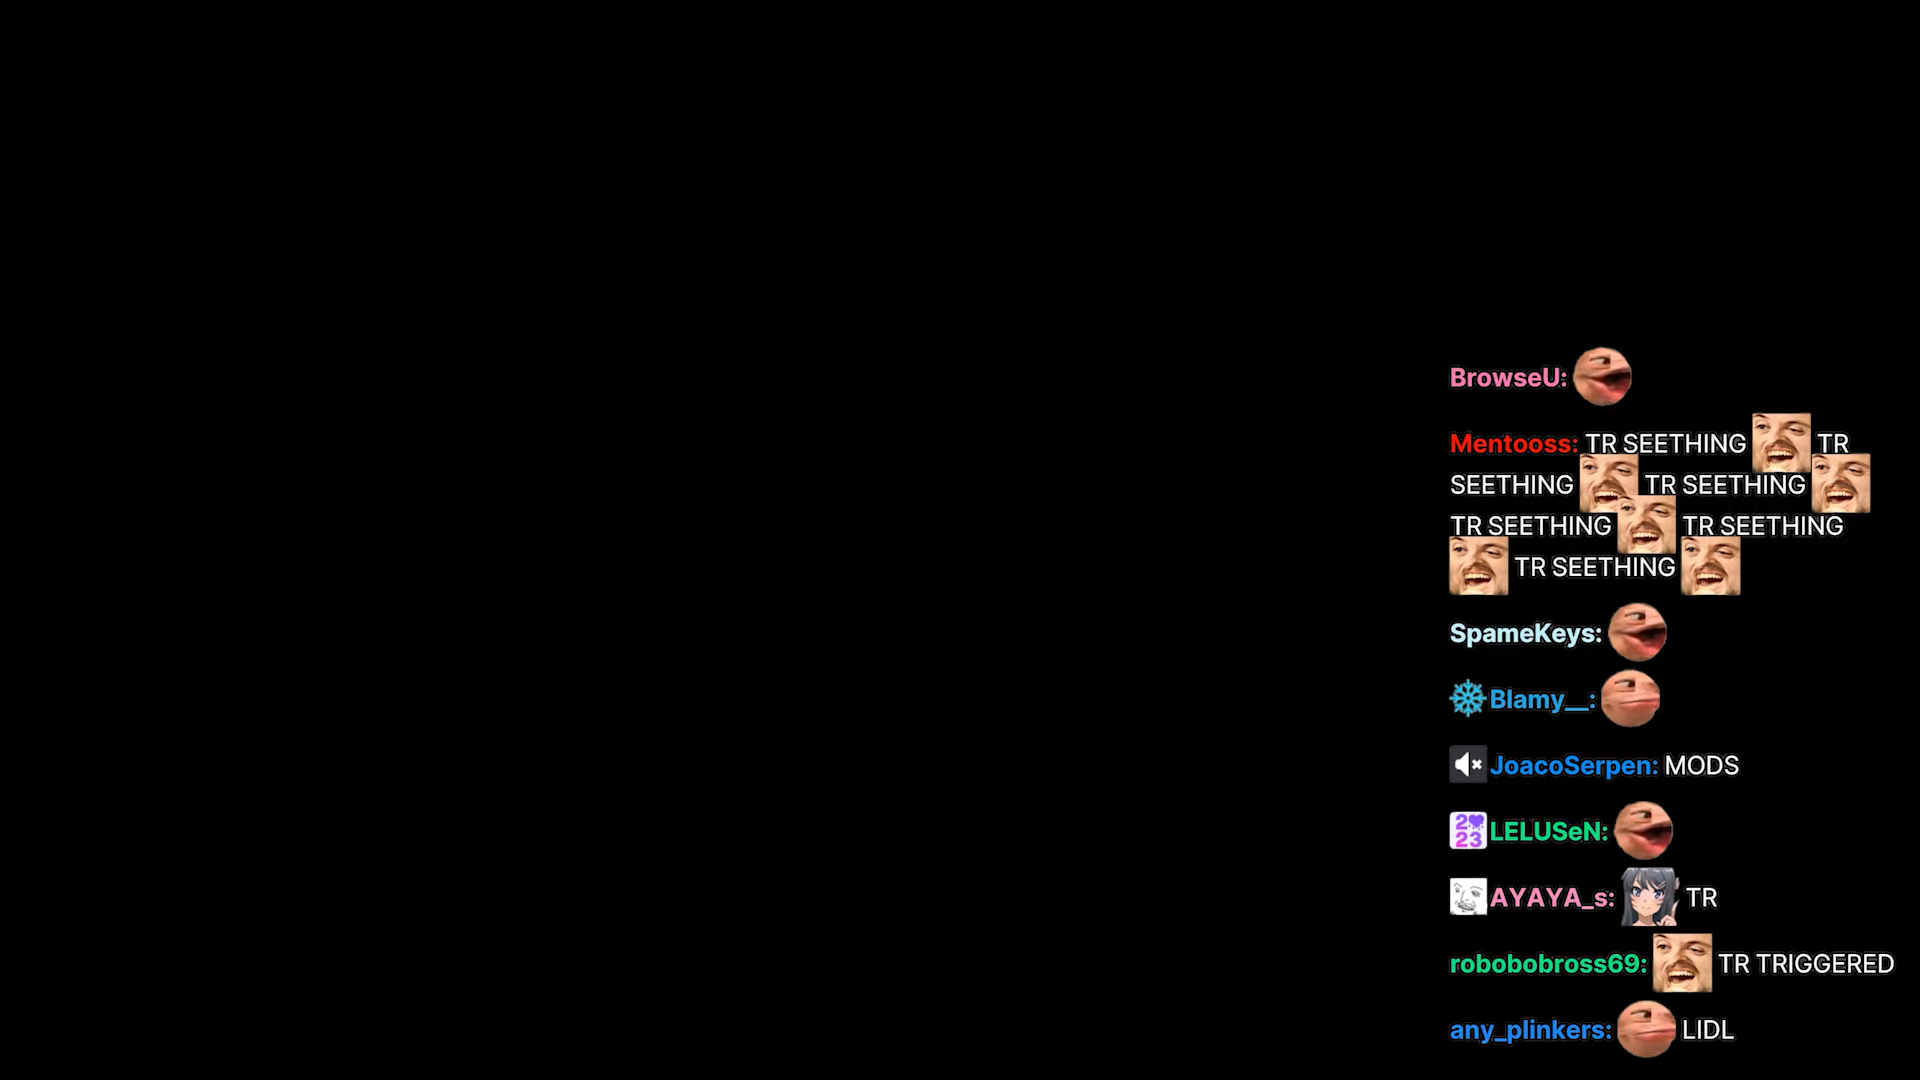 BrowseU:
Mentooss: TR SEETHING TR
SEETHING TR SEETHING
TR SEETHING TR SEETHING
TR SEETHING
SpameKeys:
Blamy__:
JoacoSerpen: MODS
2023 LELUSeN:
AYAYA_s: TR
robobobross69: TR TRIGGERED
any_plinkers: LIDL